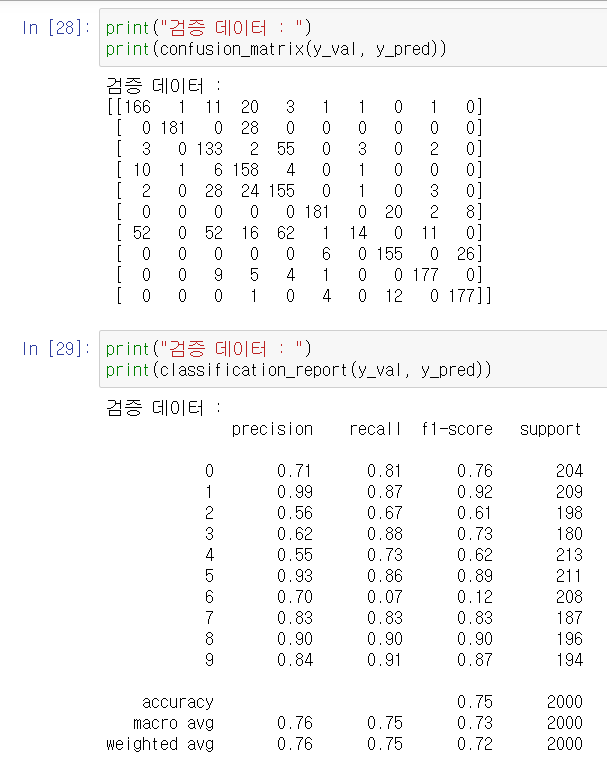 In [28]: print("검증 데이터 : ")
print(confusion_matrix(y_val, y_pred))
검증 데이터 :
[[166 1 11 20 3 1 1 0 1 0]
[ 0 181 0 28 0 0 0 0 0 0]
[ 3 0 133 2 55 0 3 0 2 0]
[ 10 1 6 158 4 0 1 0 0 0]
[ 2 0 28 24 155 0 1 0 3 0]
[ 0 0 0 0 0 181 0 20 2 8]
[ 52 0 52 16 62 1 14 0 11 0]
[ 0 0 0 0 0 6 0 155 0 26]
[ 0 0 9 5 4 1 0 0 177 0]
[ 0 0 0 1 0 4 0 12 0 177]]
In [29]: print("검증 데이터 : ")
print(classification_report(y_val, y_pred))
검증 데이터 :
precision recall f1-score support
0 0.71 0.81 0.76 204
1 0.99 0.87 0.92 209
2 0.56 0.67 0.61 198
3 0.62 0.88 0.73 180
4 0.55 0.73 0.62 213
5 0.93 0.86 0.89 211
6 0.70 0.07 0.12 208
7 0.83 0.83 0.83 187
8 0.90 0.90 0.90 196
9 0.84 0.91 0.87 194
accuracy 0.75 2000
macro avg 0.76 0.75 0.73 2000
weighted avg 0.76 0.75 0.72 2000